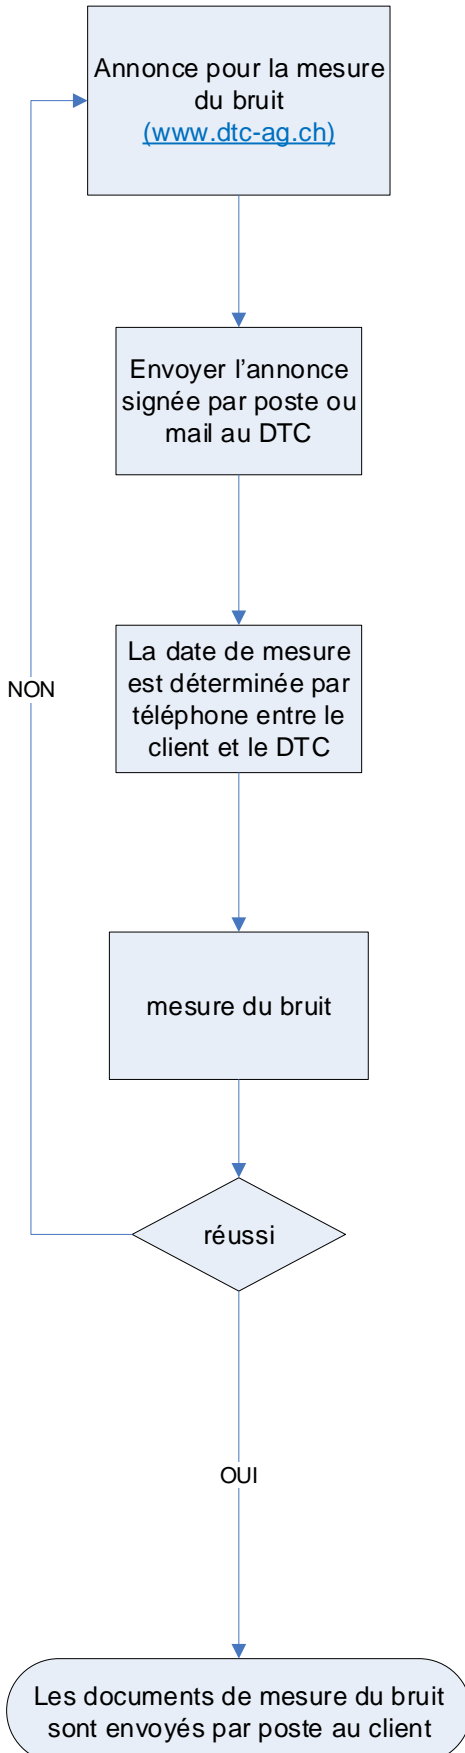 Annonce pour la mesure
du bruit
(www.dtc-ag.ch)
Envoyer l'annonce
signée par poste ou
mail au DTC
La date de mesure
est déterminée par
téléphone entre le
client et le DTC
NON
mesure du bruit
réussi
OUI
Les documents de mesure du bruit
sont envoyés par poste au client